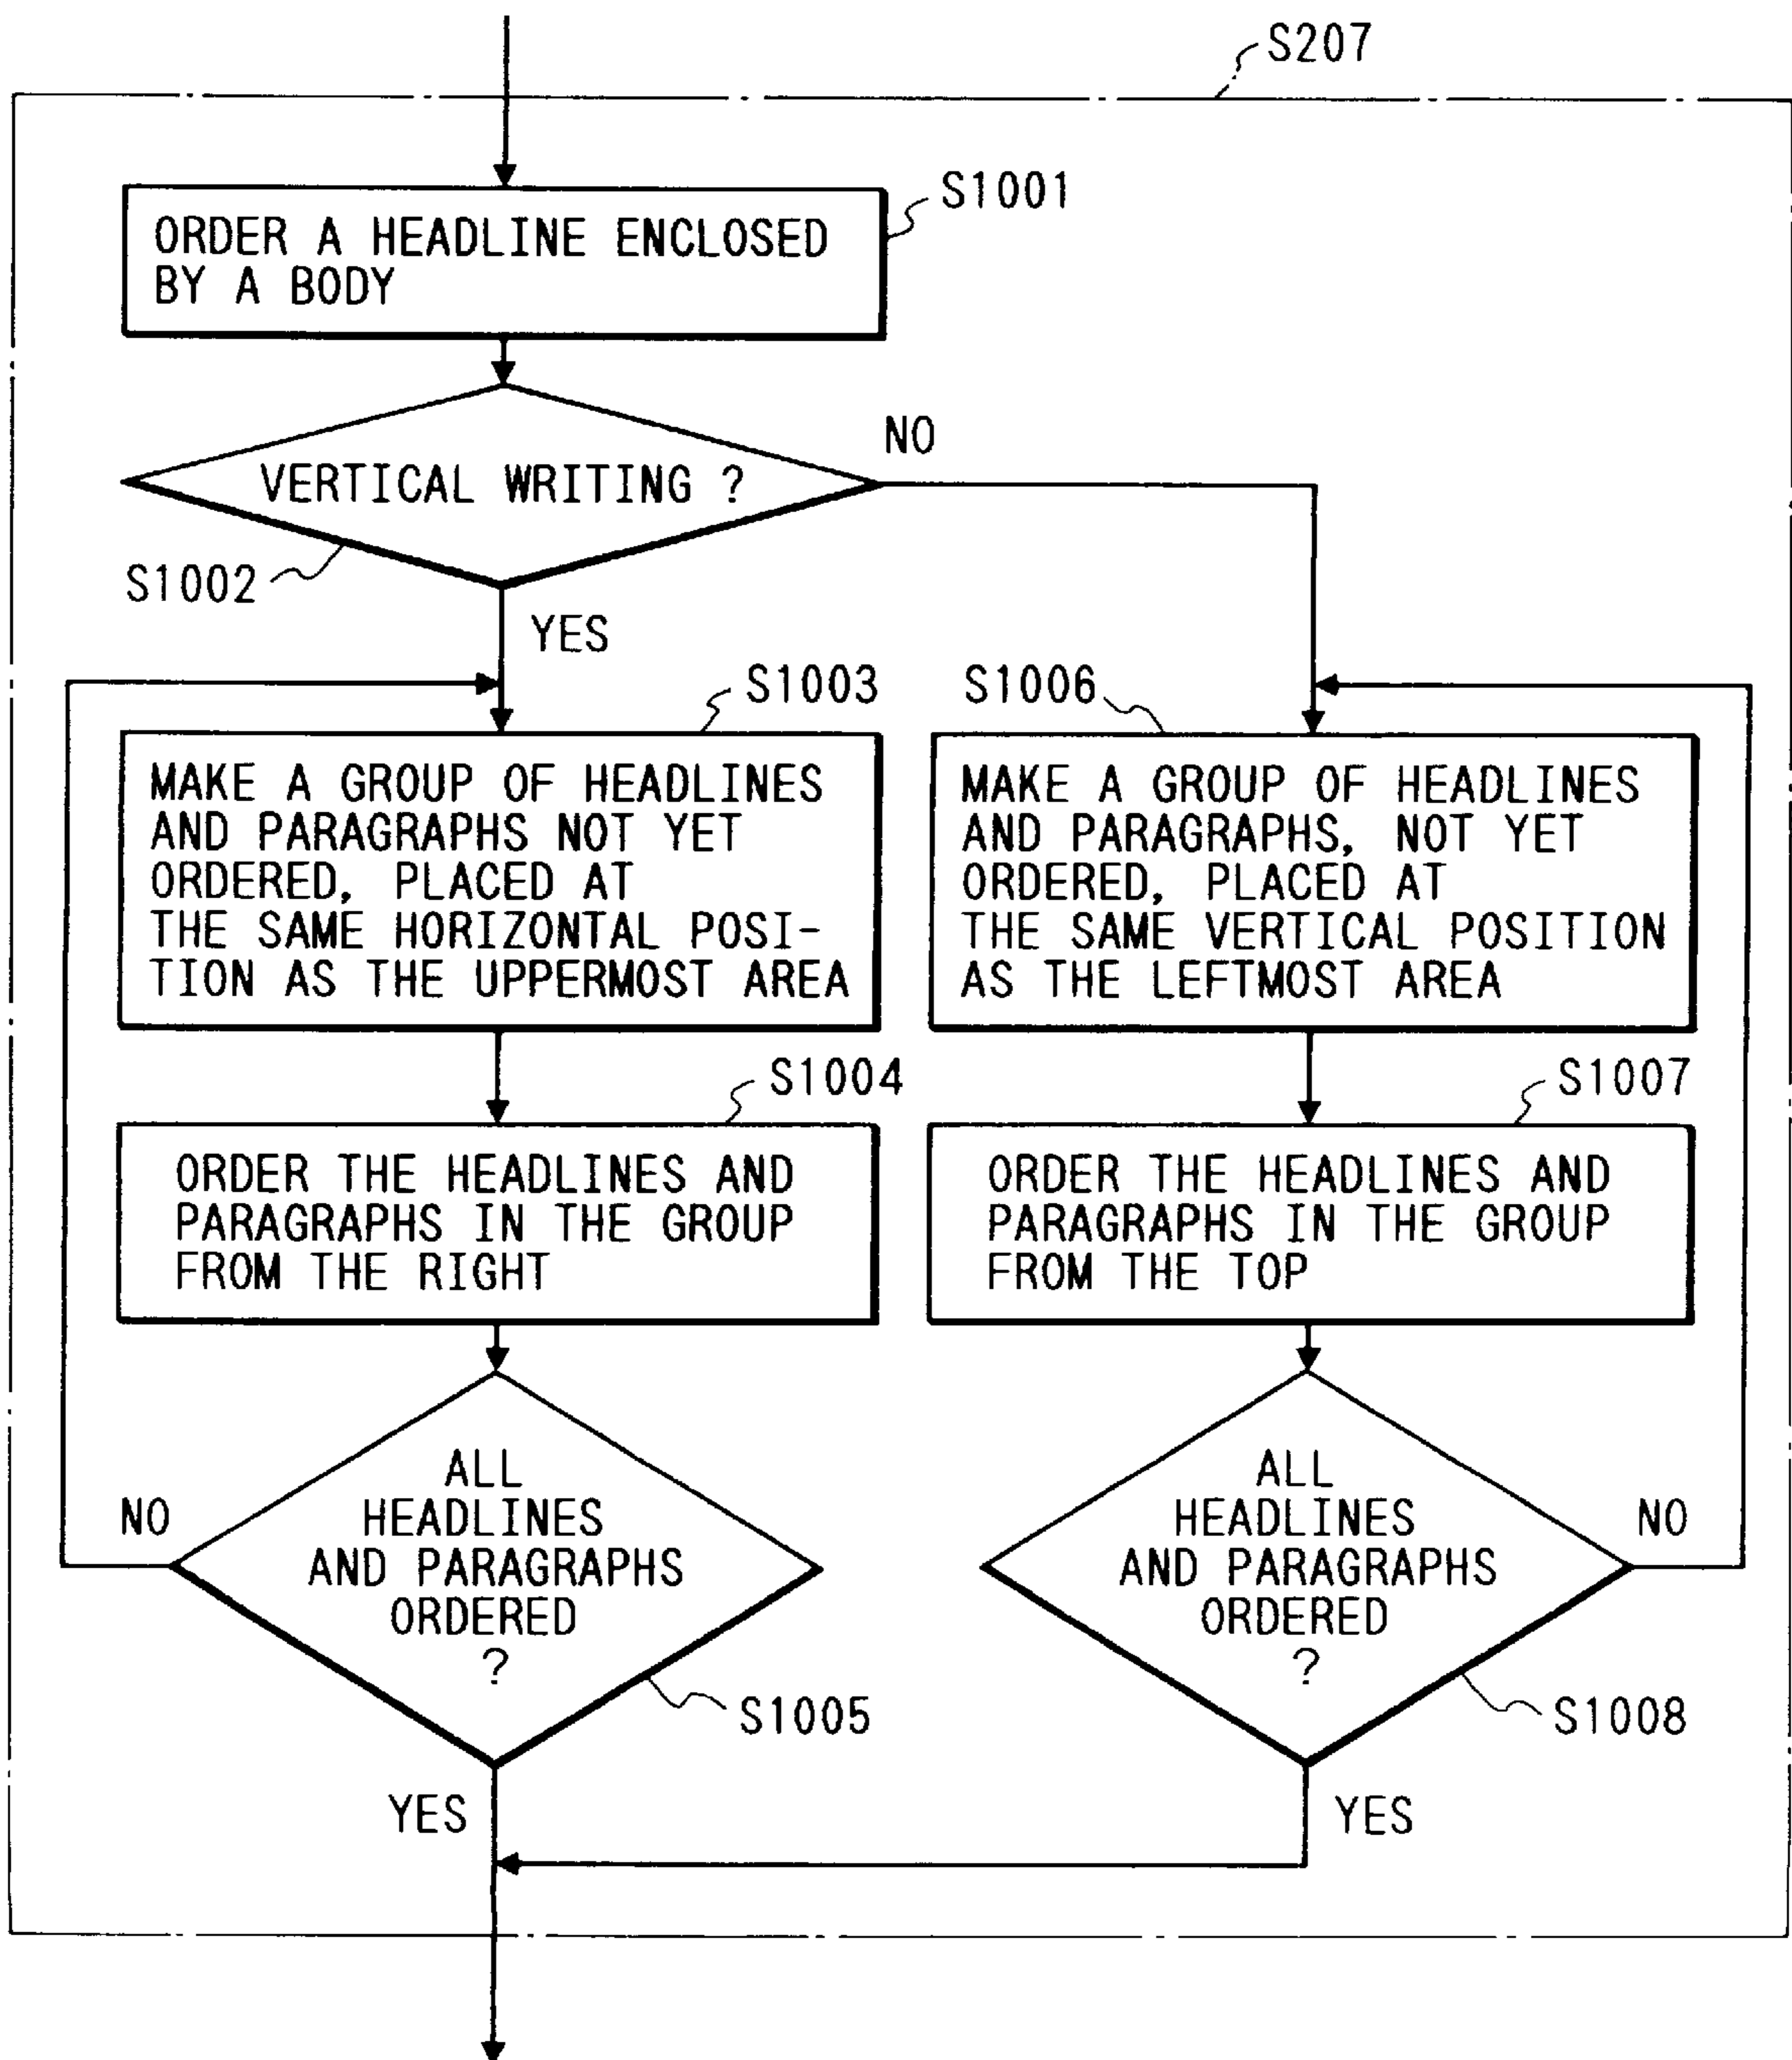 S207
S1001
ORDER A HEADLINE ENCLOSED
BY A BODY
NO
VERTICAL WRITING ?
S1002
YES
S1003
MAKE A GROUP OF HEADLINES
AND PARAGRAPHS NOT YET
ORDERED, PLACED AT
THE SAME HORIZONTAL POSI-
TION AS THE UPPERMOST AREA
S1004
ORDER THE HEADLINES AND
PARAGRAPHS IN THE GROUP
FROM THE RIGHT
ALL
HEADLINES
AND PARAGRAPHS
ORDERED
?
NO
S1005
YES
S1006
MAKE A GROUP OF HEADLINES
AND PARAGRAPHS, NOT YET
ORDERED, PLACED AT
THE SAME VERTICAL POSITION
AS THE LEFTMOST AREA
S1007
ORDER THE HEADLINES AND
PARAGRAPHS IN THE GROUP
FROM THE TOP
ALL
HEADLINES
AND PARAGRAPHS
ORDERED
?
NO
S1008
YES